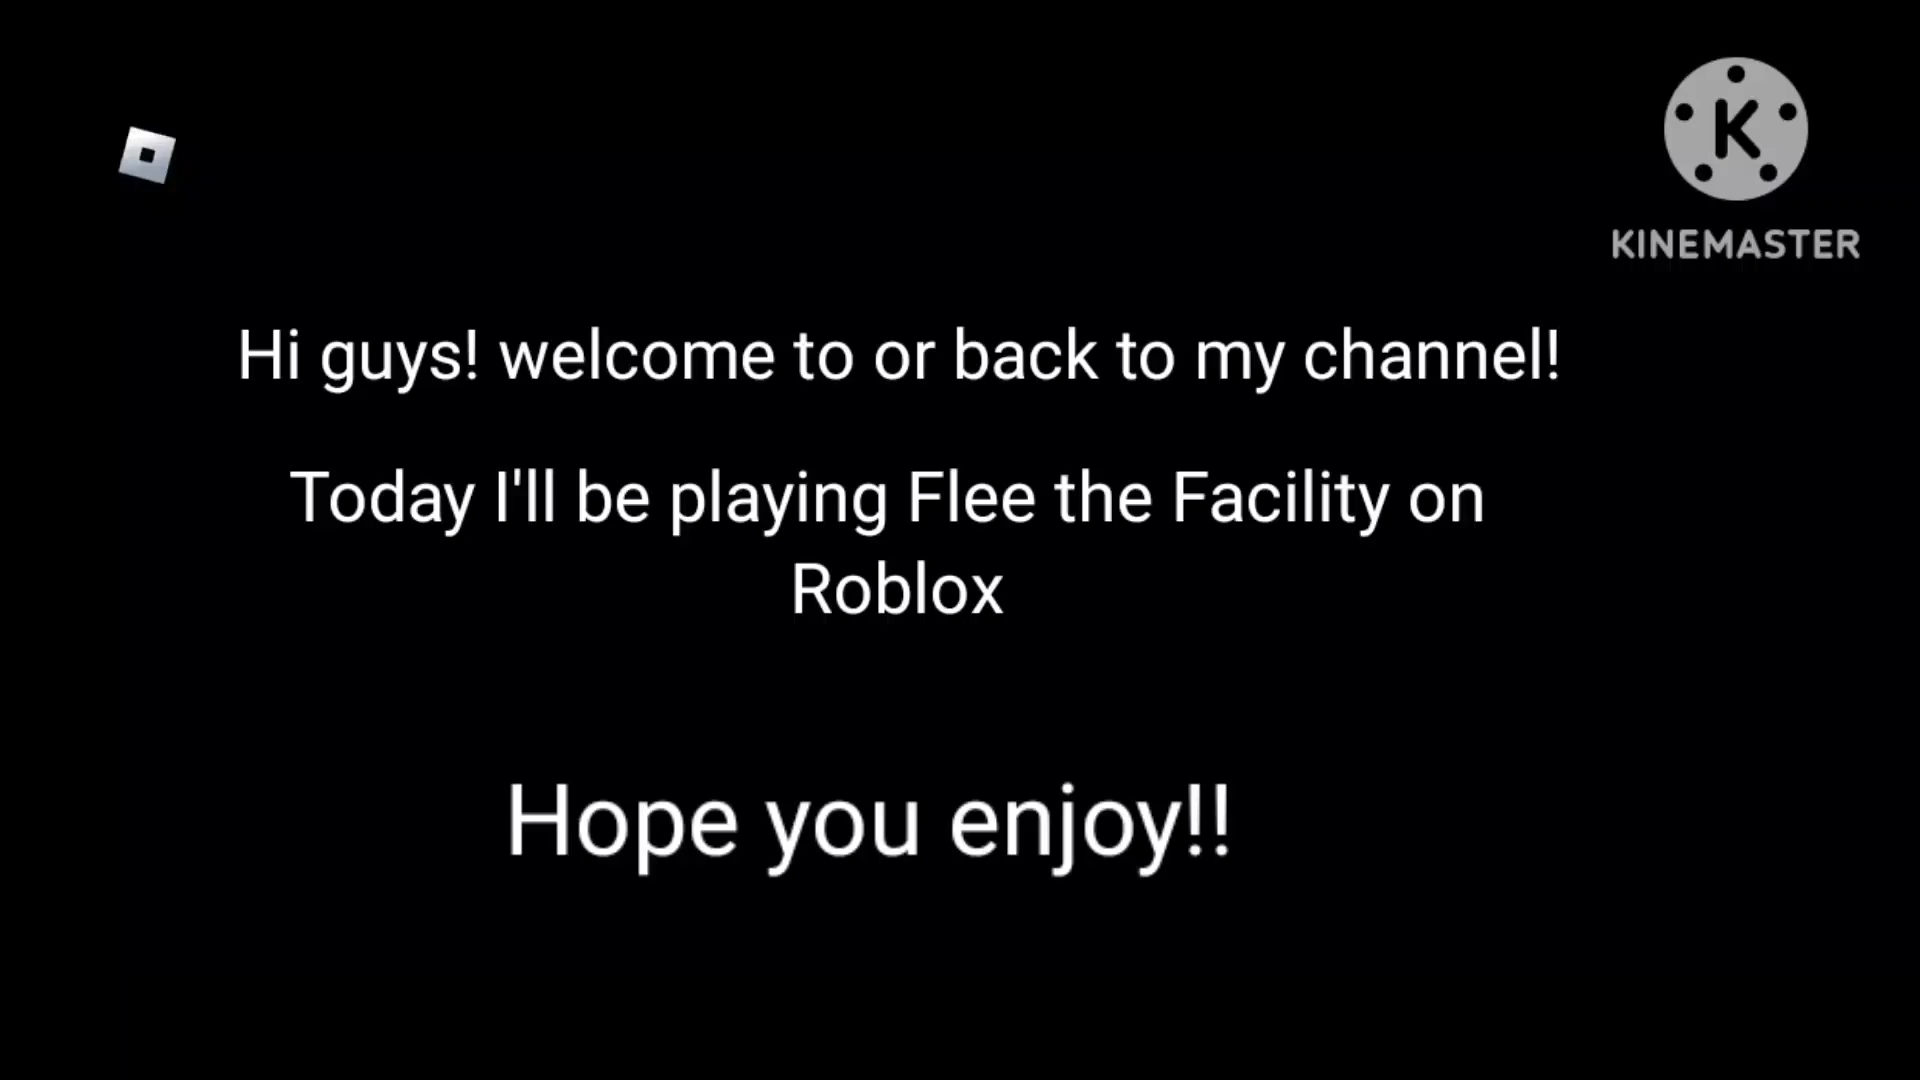 K
KINEMASTER
Hi guys! welcome to or back to my channel!
Today I'll be playing Flee the Facility on
Roblox
Hope you enjoy!!